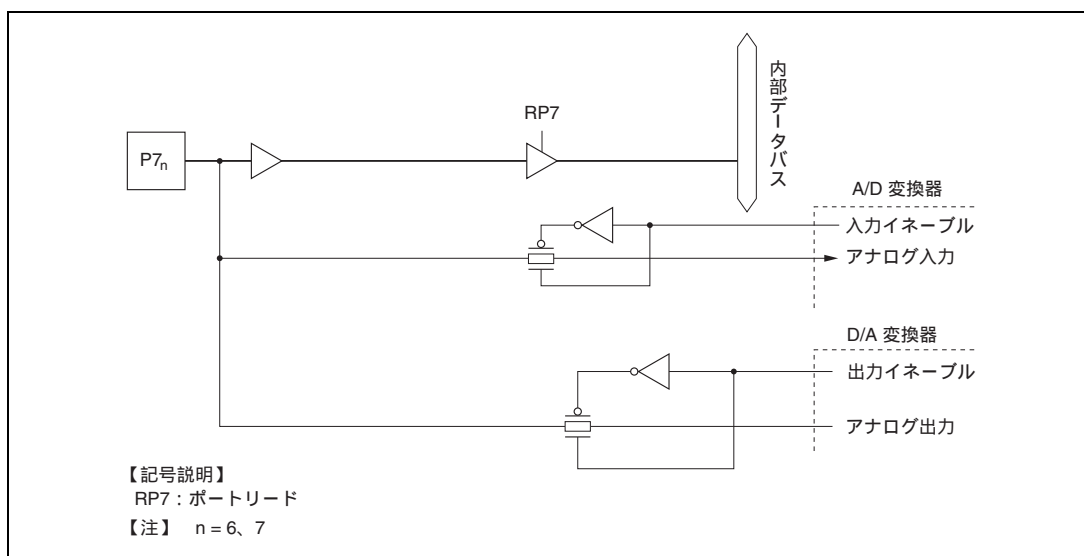 RP7
P7n
内部データバス
A/D 変換器
入力イネーブル
アナログ入力
D/A 変換器
出力イネーブル
アナログ出力
【記号説明】
RP7：ポートリード
【注】 n = 6、7